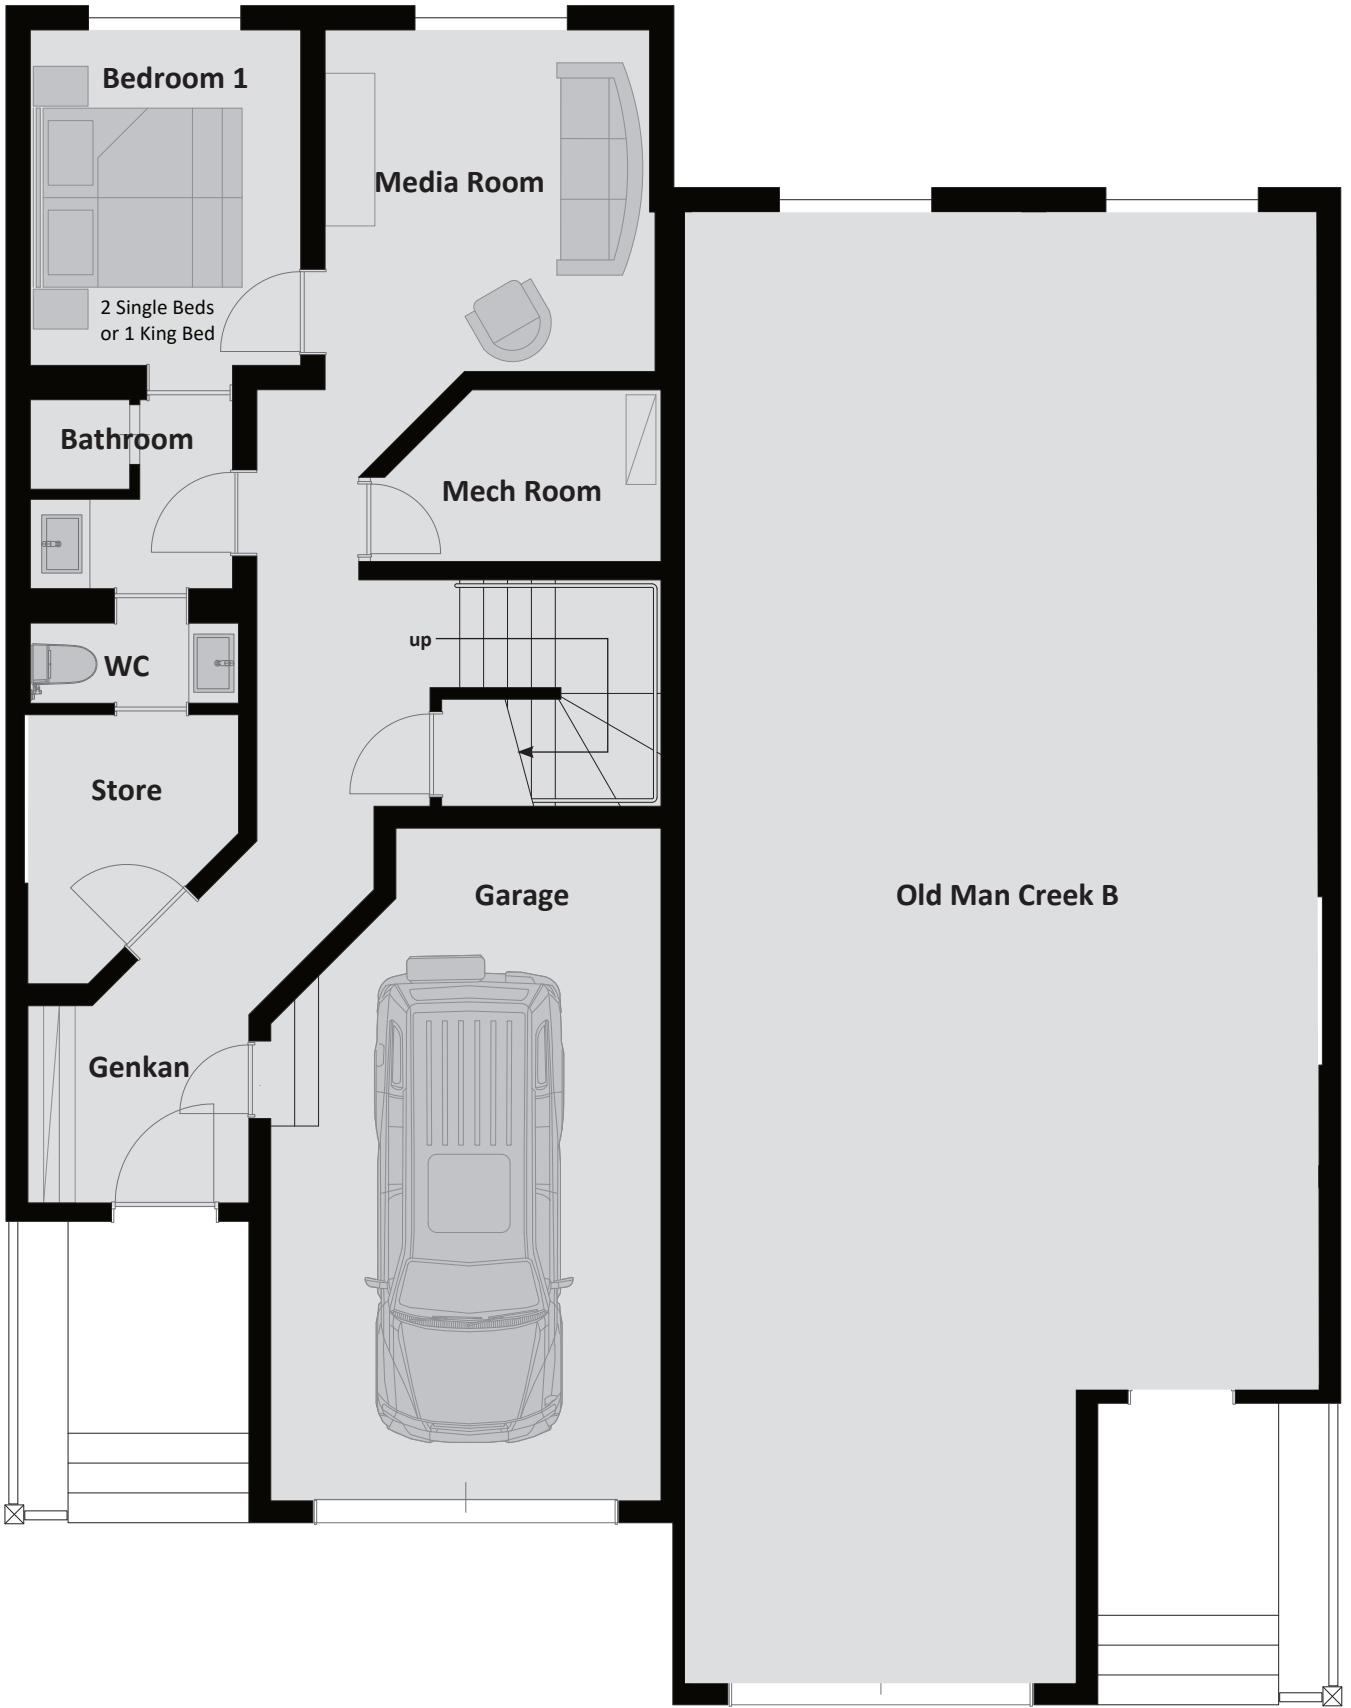 Bedroom 1
2 Single Beds
or 1 King Bed
Media Room
Bathroom
Mech Room
up
WC
Store
Garage
Old Man Creek B
Genkan